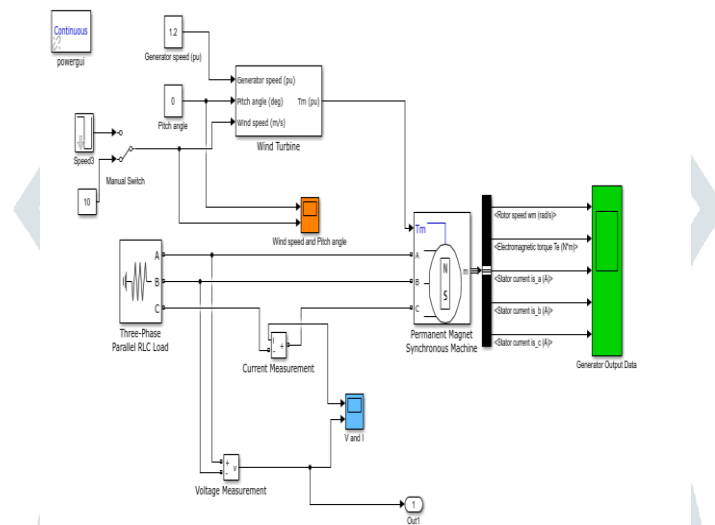 Continuous
powergui
1.2
Generator speed (pu)
0
Pitch angle
Generator speed (pu)
Pitch angle (deg)
Tm (pu)
Wind speed (m/s)
Wind Turbine
Speed3
Manual Switch
10
Wind speed and Pitch angle
Tm
A
B
C
N
S
m
Permanent Magnet
Synchronous Machine
<Rotor speed wm (rad/s)>
<Electromagnetic torque Te (N*m)>
<Stator current is_a (A)>
<Stator current is_b (A)>
<Stator current is_c (A)>
Generator Output Data
A
B
C
Three-Phase
Parallel RLC Load
i
+
-
Current Measurement
V and I
+
-
v
Voltage Measurement
1
Out1